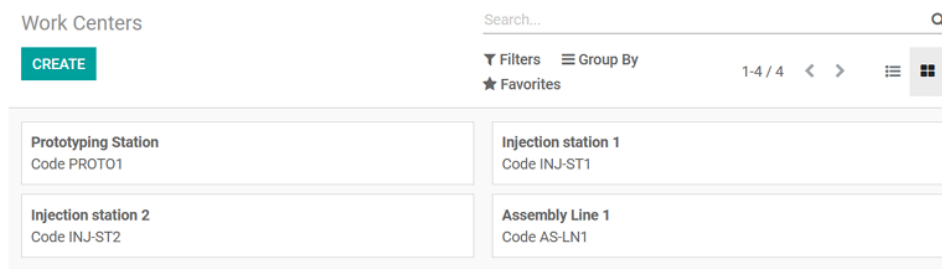 Work Centers
Search...
CREATE
Filters Group By
Favorites
1-4 / 4
Prototyping Station
Code PROTO1
Injection station 1
Code INJ-ST1
Injection station 2
Code INJ-ST2
Assembly Line 1
Code AS-LN1